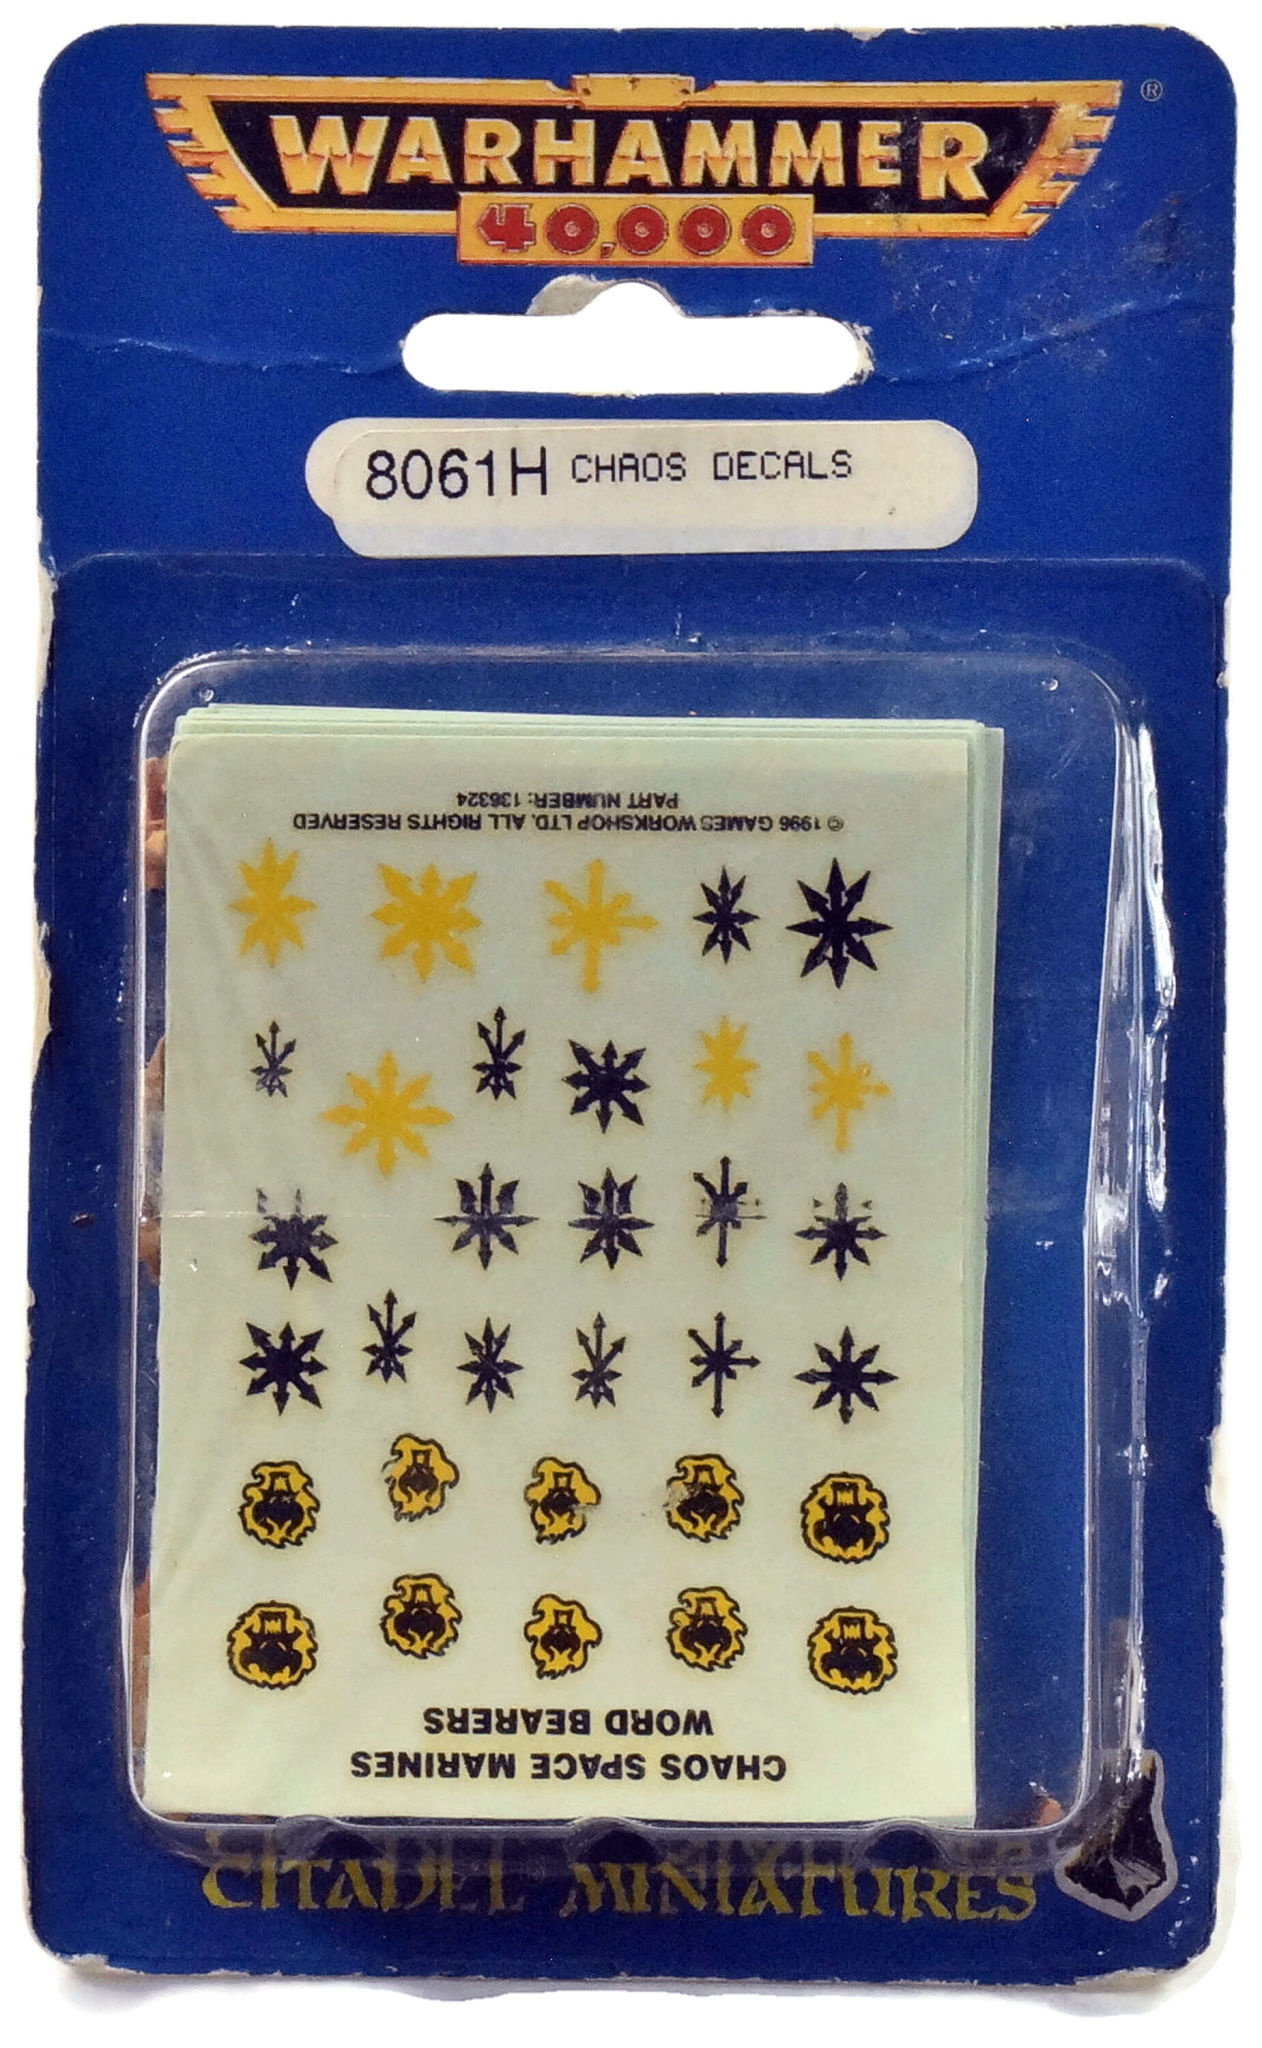 WARHAMMER
40,000
®
8061H CHAOS DECALS
PART NUMBER: 136324
© 1996 GAMES WORKSHOP LTD. ALL RIGHTS RESERVED
WORD BEARERS
CHAOS SPACE MARINES
CITADEL MINIATURES